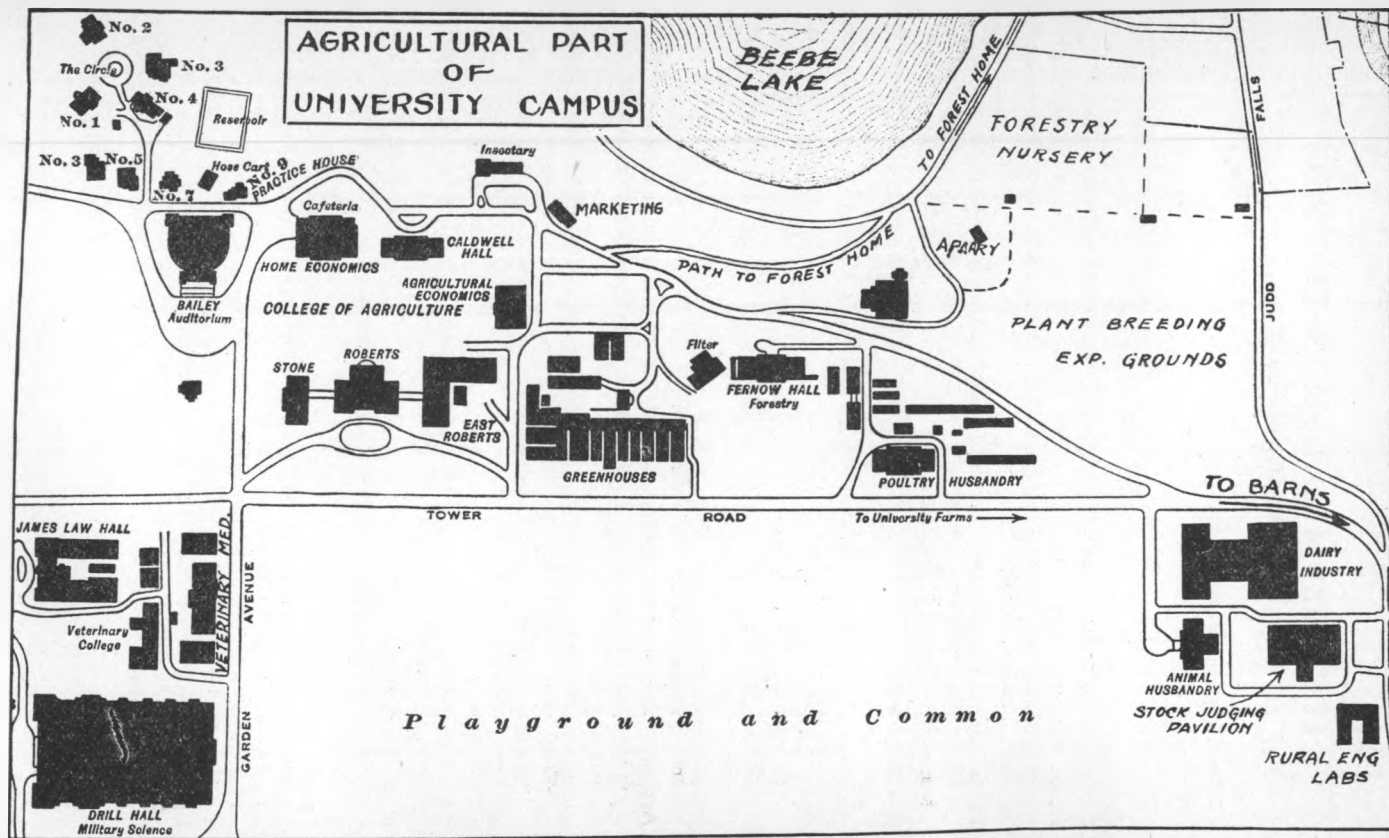 AGRICULTURAL PART
OF
UNIVERSITY CAMPUS
No. 2
The Circle
No. 3
No. 4
No. 1
Reservoir
No. 3
No. 5
No. 7
Hose Cart
No. 9
PRACTICE HOUSE
Insectary
MARKETING
BEEBE
LAKE
TO FOREST HOME
FORESTRY
NURSERY
FALLS
JUDD
Cafeteria
HOME ECONOMICS
CALDWELL
HALL
AGRICULTURAL
ECONOMICS
COLLEGE OF AGRICULTURE
BAILEY
Auditorium
PATH TO FOREST HOME
APIARY
PLANT BREEDING
EXP. GROUNDS
STONE
ROBERTS
EAST
ROBERTS
Filter
FERNOW HALL
Forestry
GREENHOUSES
POULTRY HUSBANDRY
TO BARNS
TOWER ROAD
To University Farms
JAMES LAW HALL
VETERINARY MED.
Veterinary
College
GARDEN AVENUE
DAIRY
INDUSTRY
ANIMAL
HUSBANDRY
STOCK JUDGING
PAVILION
RURAL ENG
LABS
Playground and Common
DRILL HALL
Military Science